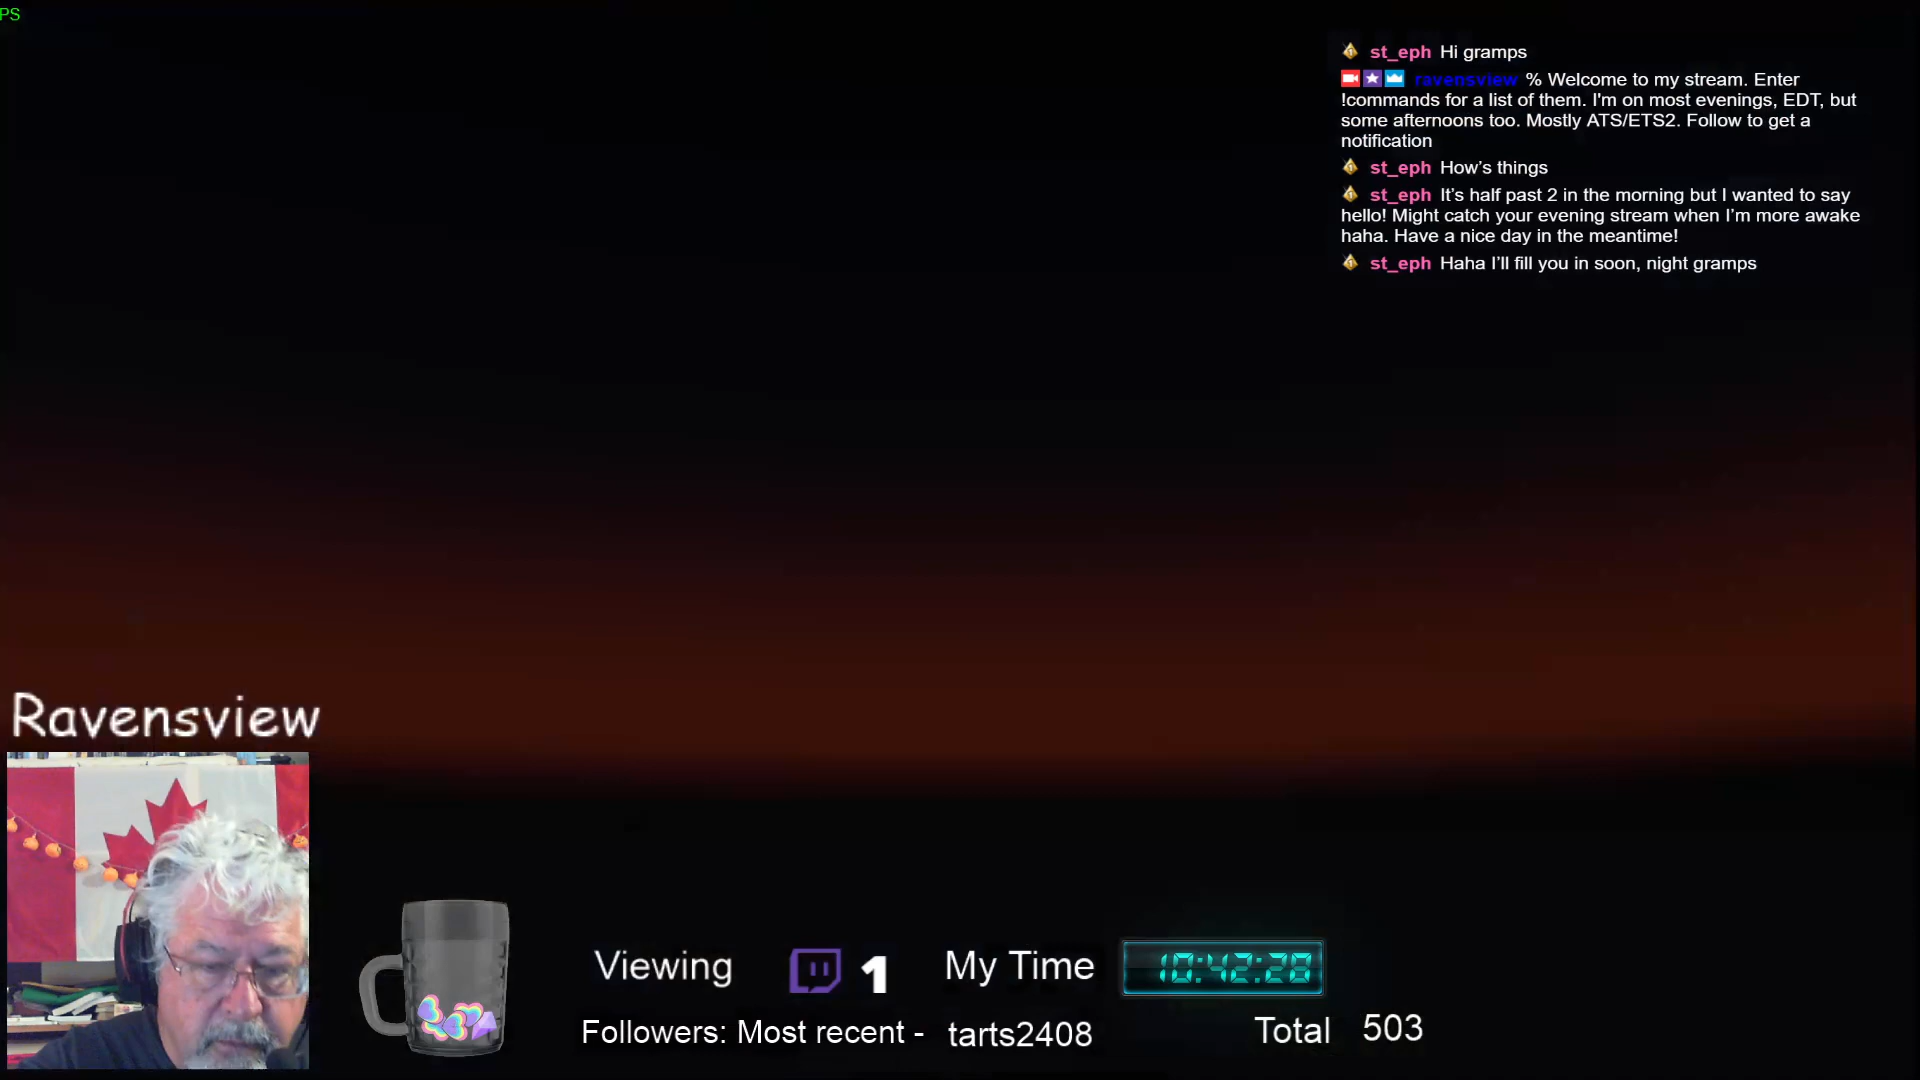 PS
st_eph Hi gramps
ravensview % Welcome to my stream. Enter
!commands for a list of them. I'm on most evenings, EDT, but
some afternoons too. Mostly ATS/ETS2. Follow to get a
notification
st_eph How's things
st_eph It's half past 2 in the morning but I wanted to say
hello! Might catch your evening stream when I'm more awake
haha. Have a nice day in the meantime!
st_eph Haha I'll fill you in soon, night gramps
Ravensview
Viewing 1 My Time 10:42:28
Followers: Most recent - tarts2408 Total 503